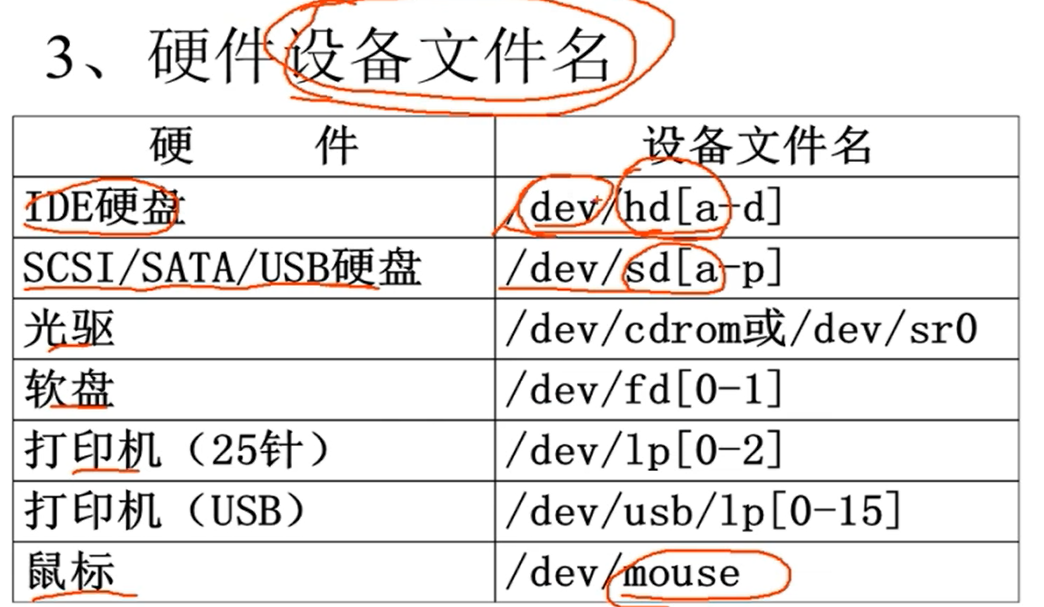 3、硬件设备文件名
硬 件 设备文件名
IDE硬盘 /dev/hd[a-d]
SCSI/SATA/USB硬盘 /dev/sd[a-p]
光驱 /dev/cdrom或/dev/sr0
软盘 /dev/fd[0-1]
打印机（25针） /dev/lp[0-2]
打印机（USB） /dev/usb/lp[0-15]
鼠标 /dev/mouse